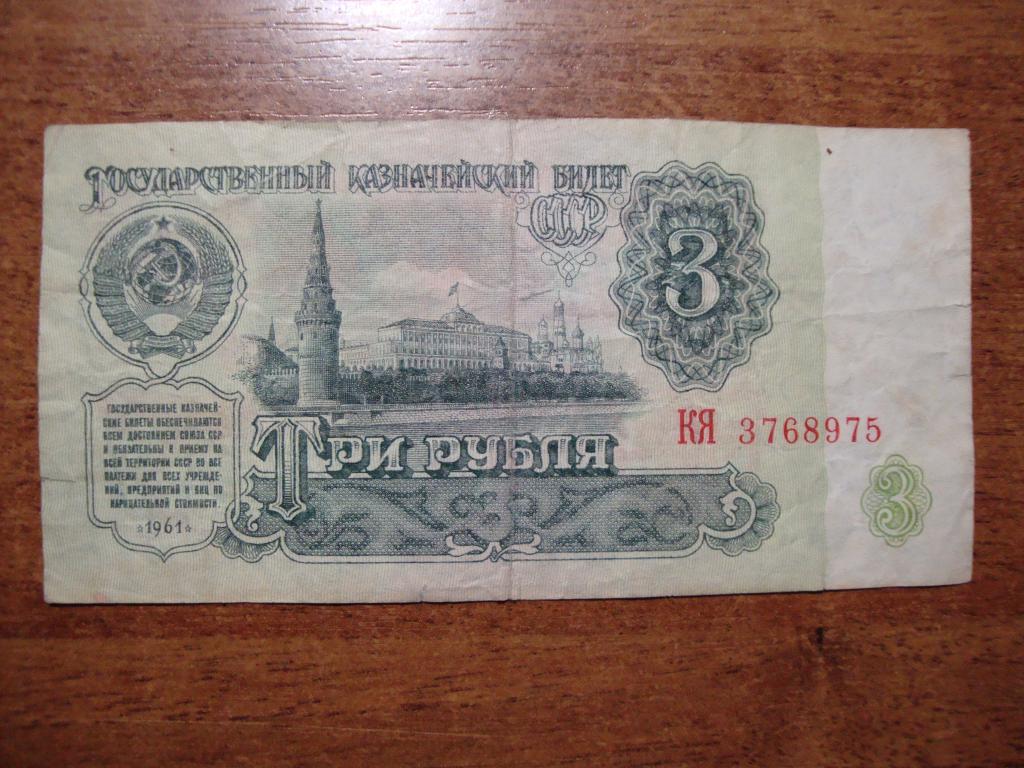 ГОСУДАРСТВЕННЫЙ КАЗНАЧЕЙСКИЙ БИЛЕТ
СССР
3
ГОСУДАРСТВЕННЫЕ КАЗНАЧЕЙ-
СКИЕ БИЛЕТЫ ОБЕСПЕЧИВАЮТСЯ
ВСЕМ ДОСТОЯНИЕМ СОЮЗА ССР
И ОБЯЗАТЕЛЬНЫ К ПРИЕМУ НА
ВСЕЙ ТЕРРИТОРИИ СССР ВО ВСЕ
ПЛАТЕЖИ ДЛЯ ВСЕХ УЧРЕЖДЕ-
НИЙ, ПРЕДПРИЯТИЙ И ЛИЦ ПО
НАРИЦАТЕЛЬНОЙ СТОИМОСТИ.
☆1961☆
ТРИ РУБЛЯ
КЯ 3768975
3